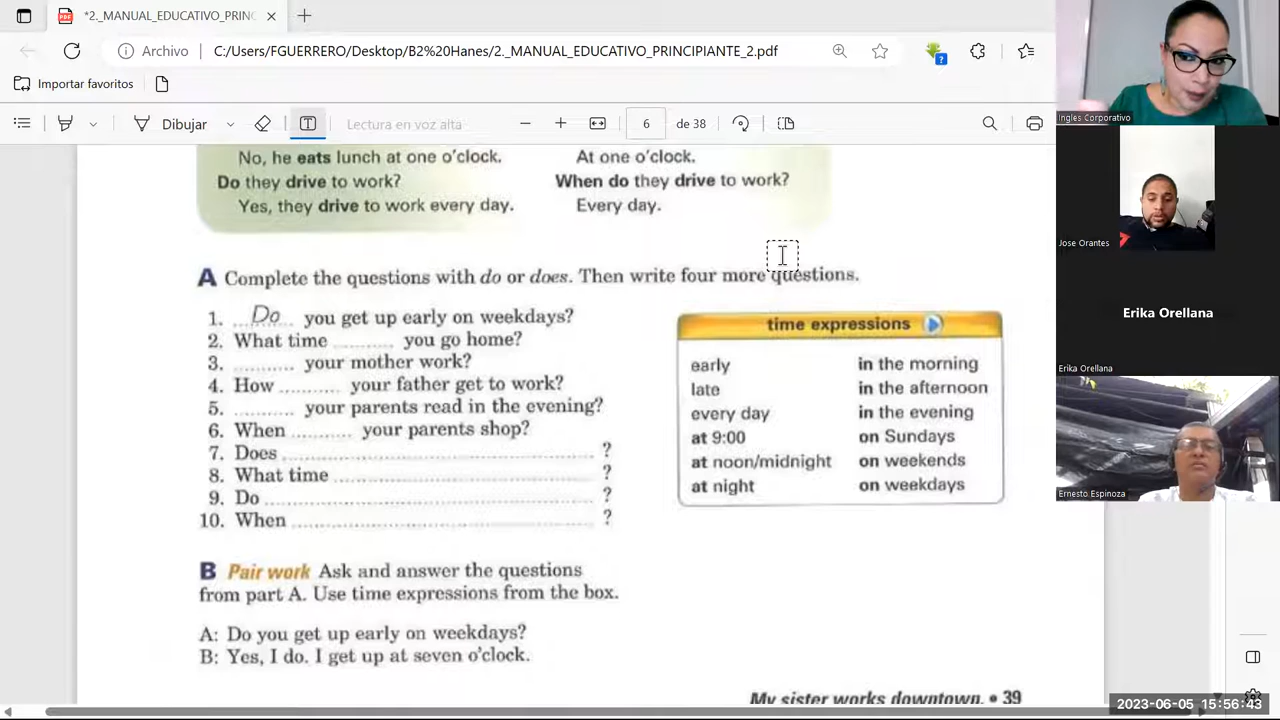 *2._MANUAL_EDUCATIVO_PRINC
Archivo
C:/Users/FGUERRERO/Desktop/B2%20Hanes/2._MANUAL_EDUCATIVO_PRINCIPIANTE_2.pdf
Importar favoritos
Dibujar
Lectura en voz alta
6
de 38
No, he eats lunch at one o'clock.
At one o'clock.
Do they drive to work?
When do they drive to work?
Yes, they drive to work every day.
Every day.
A Complete the questions with do or does. Then write four more questions.
1. Do you get up early on weekdays?
2. What time .......... you go home?
3. .......... your mother work?
4. How .......... your father get to work?
5. .......... your parents read in the evening?
6. When .......... your parents shop?
7. Does .......... ?
8. What time .......... ?
9. Do .......... ?
10. When .......... ?
time expressions
early in the morning
late in the afternoon
every day in the evening
at 9:00 on Sundays
at noon/midnight on weekends
at night on weekdays
B Pair work Ask and answer the questions
from part A. Use time expressions from the box.
A: Do you get up early on weekdays?
B: Yes, I do. I get up at seven o'clock.
My sister works downtown. • 39
Ingles Corporativo
Jose Orantes
Erika Orellana
Erika Orellana
Ernesto Espinoza
2023-06-05 15:56:43